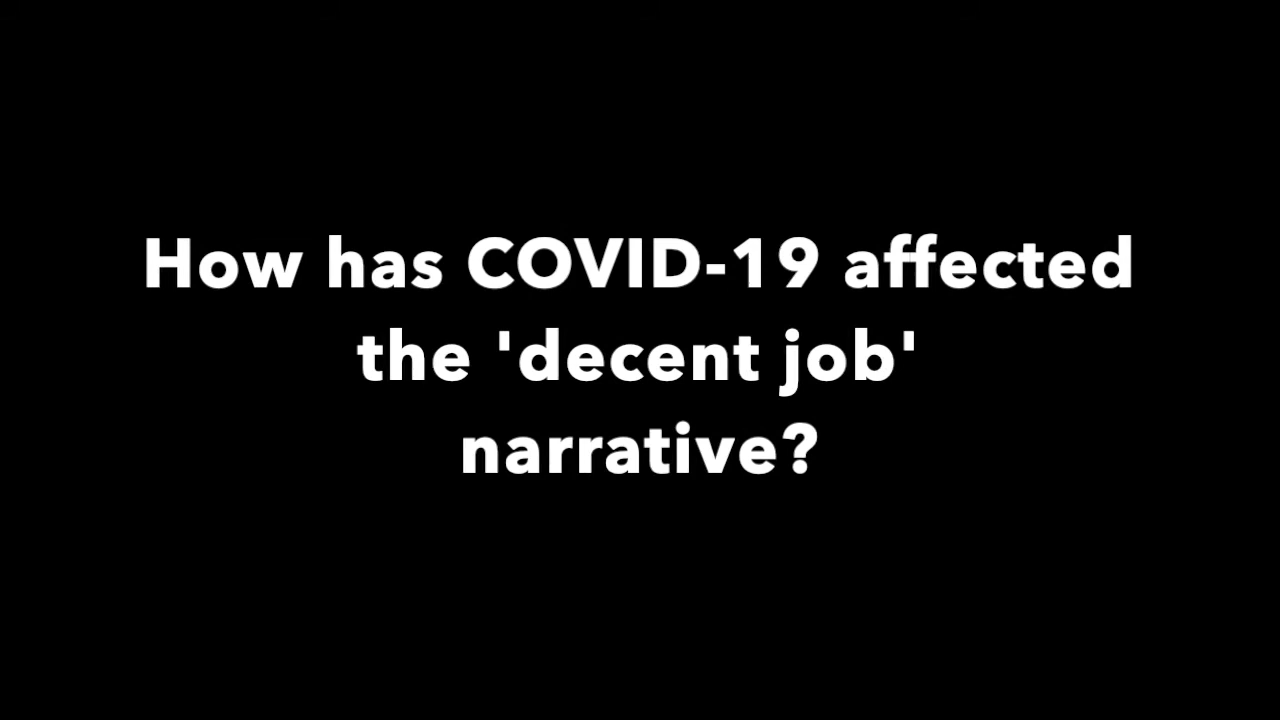 How has COVID-19 affected
the 'decent job'
narrative?